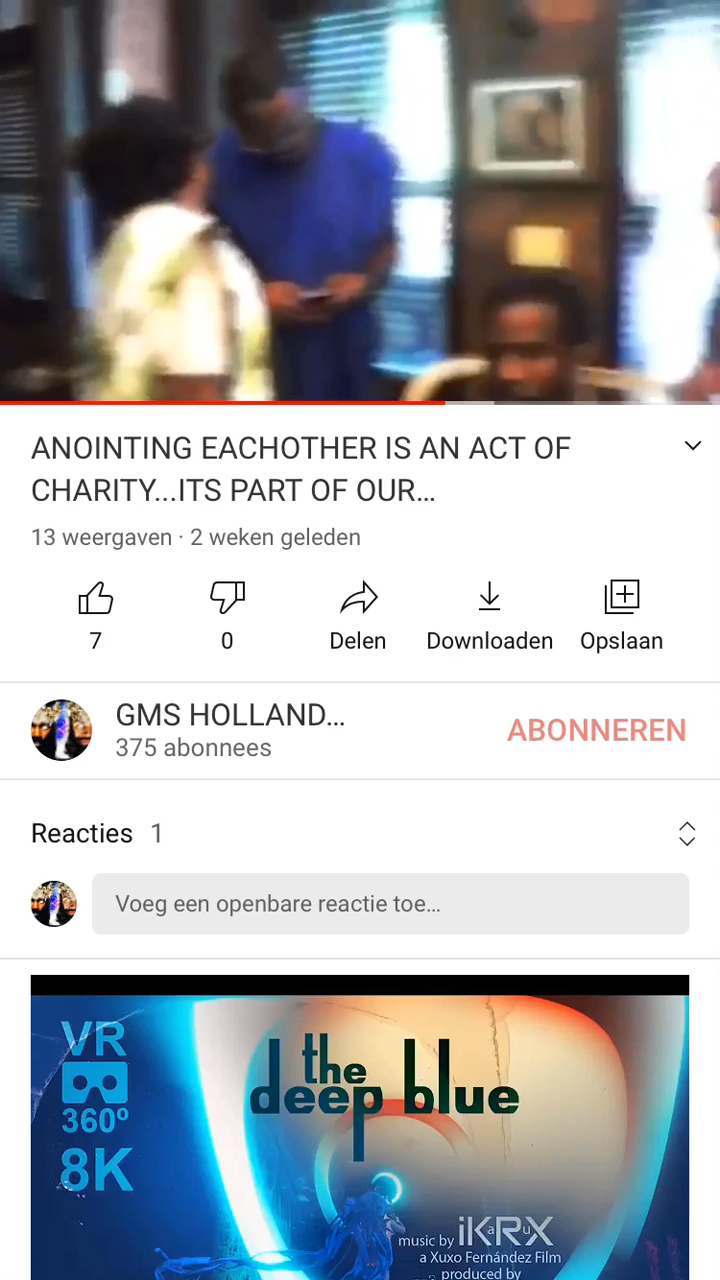 ANOINTING EACHOTHER IS AN ACT OF
CHARITY...ITS PART OF OUR...
13 weergaven · 2 weken geleden
7
0
Delen
Downloaden
Opslaan
GMS HOLLAND...
375 abonnees
ABONNEREN
Reacties 1
Voeg een openbare reactie toe...
VR
360º
8K
the
deep blue
music by iKaRuX
a Xuxo Fernández Film
produced by